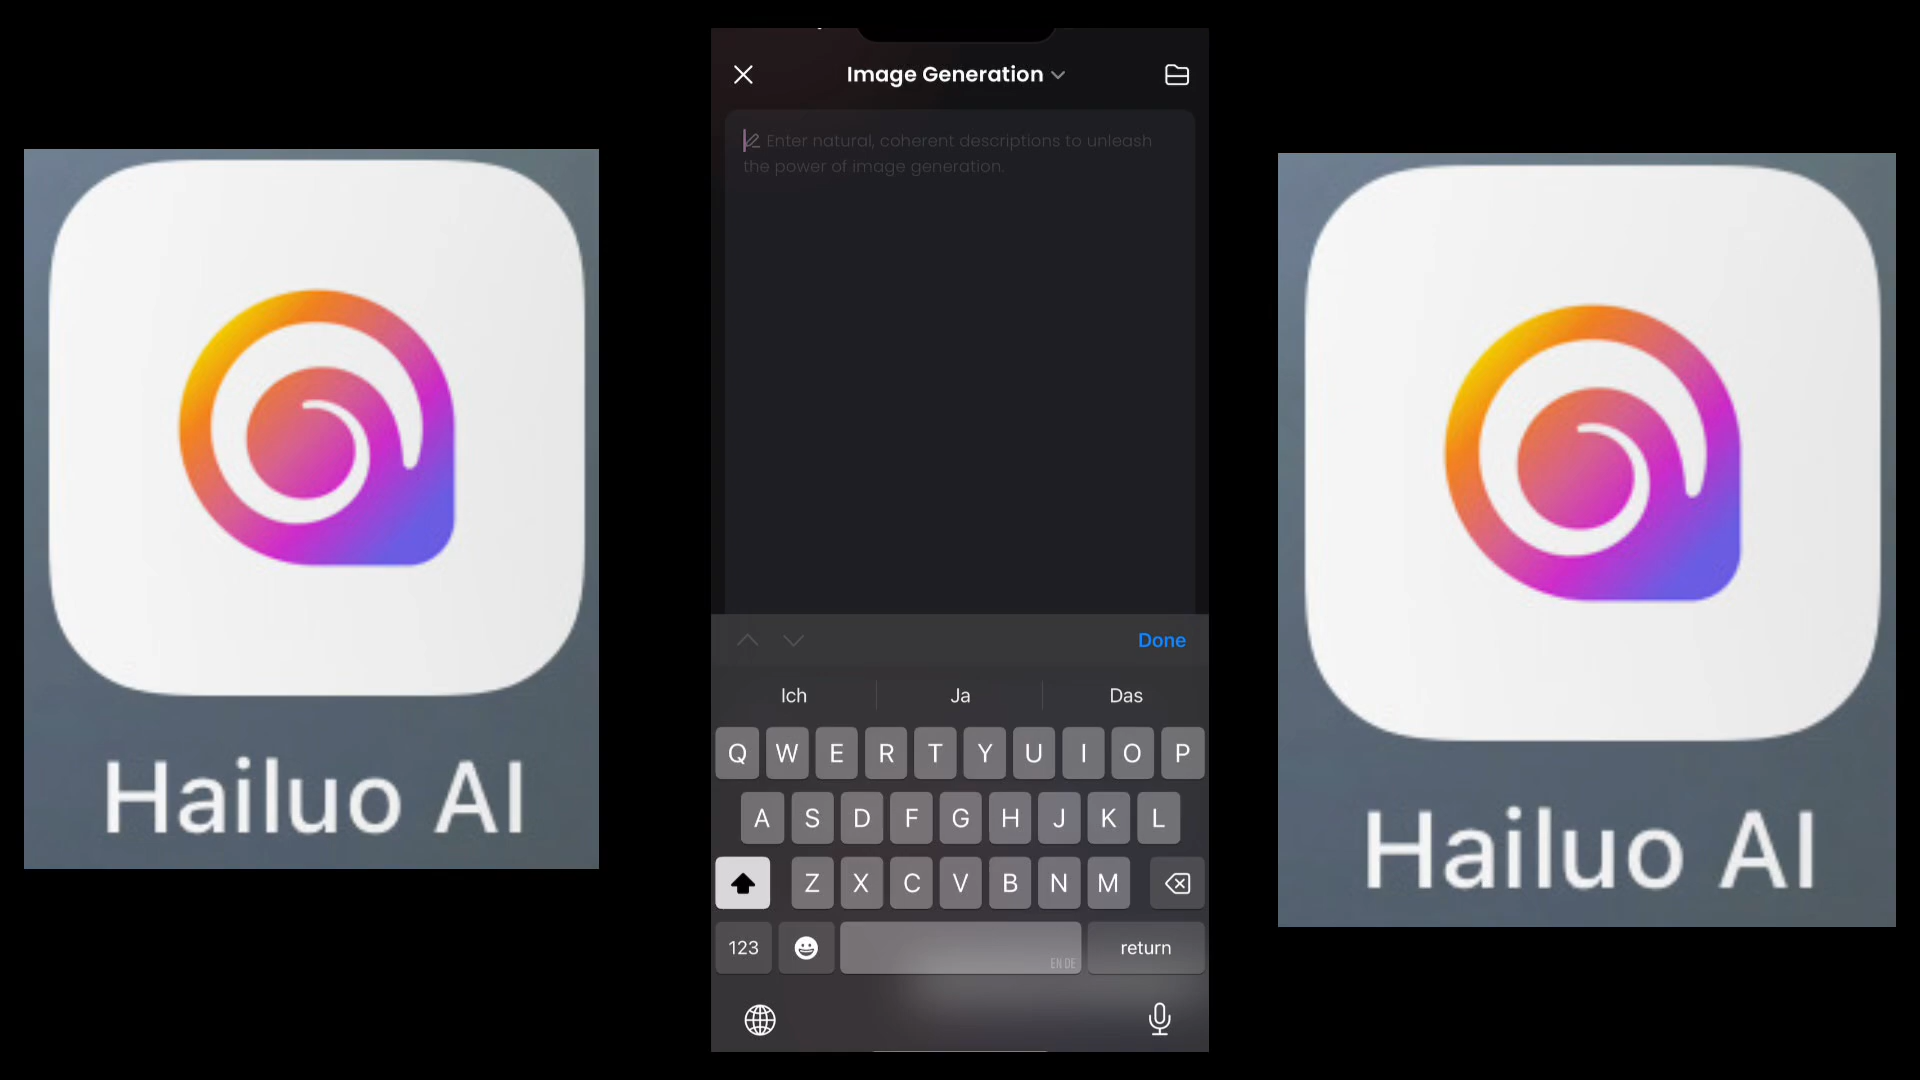 Hailuo AI
Image Generation
Enter natural, coherent descriptions to unleash
the power of image generation.
Done
Ich Ja Das
Q W E R T Y U I O P
A S D F G H J K L
Z X C V B N M
123 EN DE return
Hailuo AI